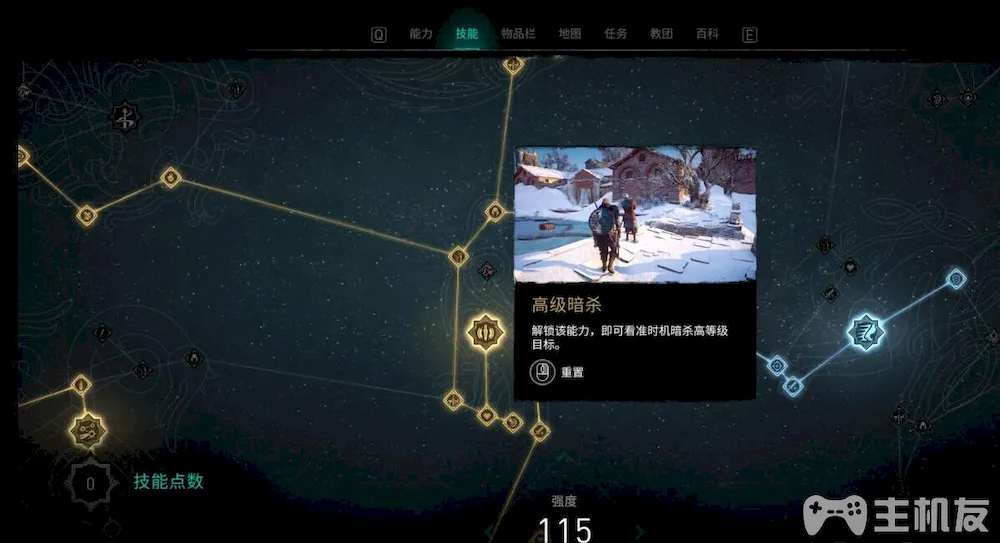 Q 能力 技能 物品栏 地图 任务 教团 百科 E
高级暗杀
解锁该能力，即可看准时机暗杀高等级
目标。
重置
0 技能点数
强度
115
主机友